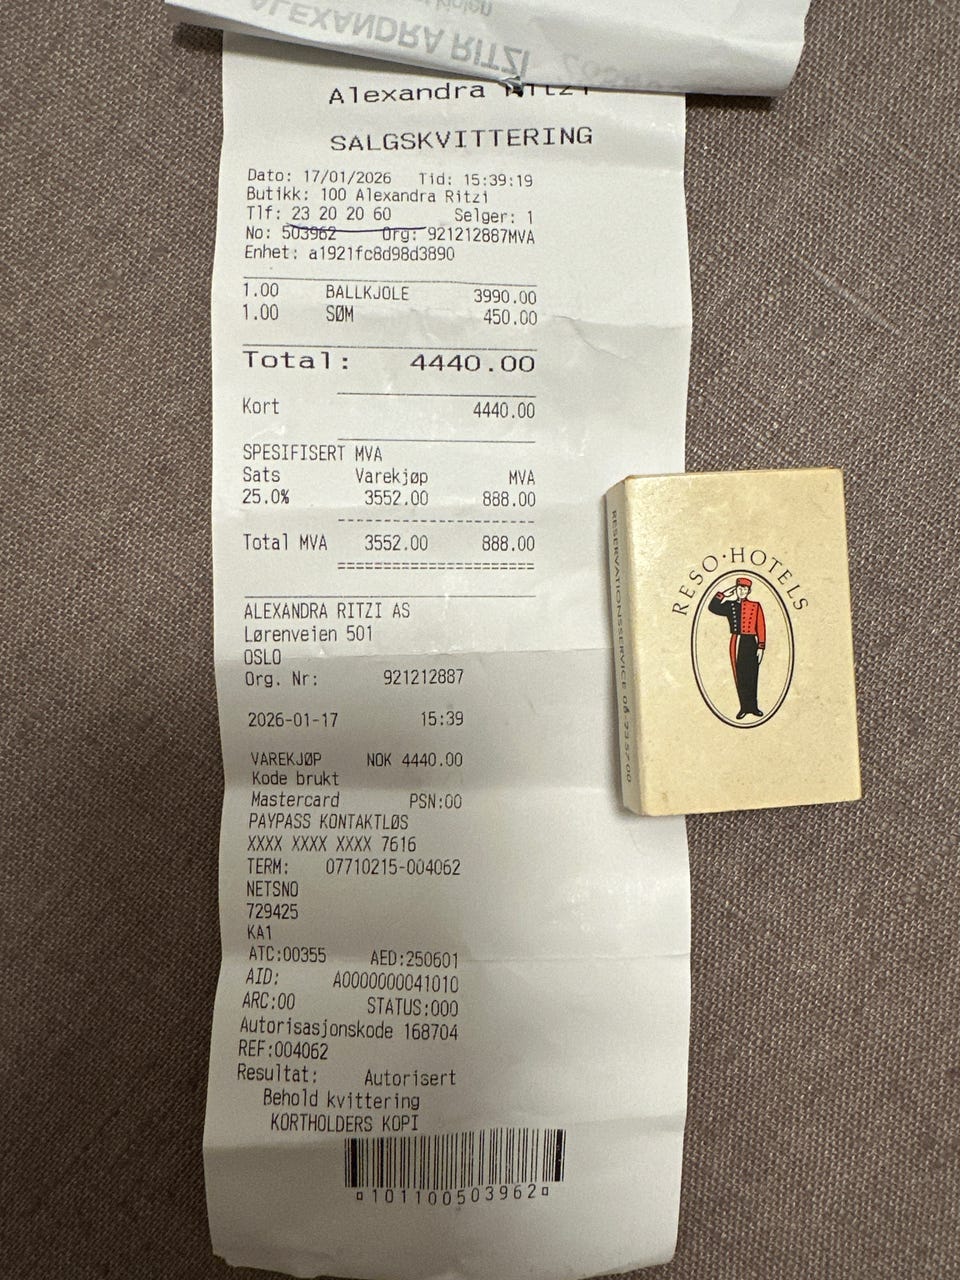 ALEXANDRA RITZI
Alexandra Ritzi
SALGSKVITTERING
Dato: 17/01/2026 Tid: 15:39:19
Butikk: 100 Alexandra Ritzi
Tlf: 23 20 20 60 Selger: 1
No: 503962 Org: 921212887MVA
Enhet: a1921fc8d98d3890
1.00 BALLKJOLE 3990.00
1.00 SØM 450.00
Total: 4440.00
Kort 4440.00
SPESIFISERT MVA
Sats Varekjøp MVA
25.0% 3552.00 888.00
Total MVA 3552.00 888.00
ALEXANDRA RITZI AS
Lørenveien 501
OSLO
Org. Nr: 921212887
2026-01-17 15:39
VAREKJØP NOK 4440.00
Kode brukt
Mastercard PSN:00
PAYPASS KONTAKTLØS
XXXX XXXX XXXX 7616
TERM: 07710215-004062
NETSNO
729425
KA1
ATC:00355 AED:250601
AID: A0000000041010
ARC:00 STATUS:000
Autorisasjonskode 168704
REF:004062
Resultat: Autorisert
Behold kvittering
KORTHOLDERS KOPI
101100503962
RESO·HOTELS
RESERVATIONSSERVICE